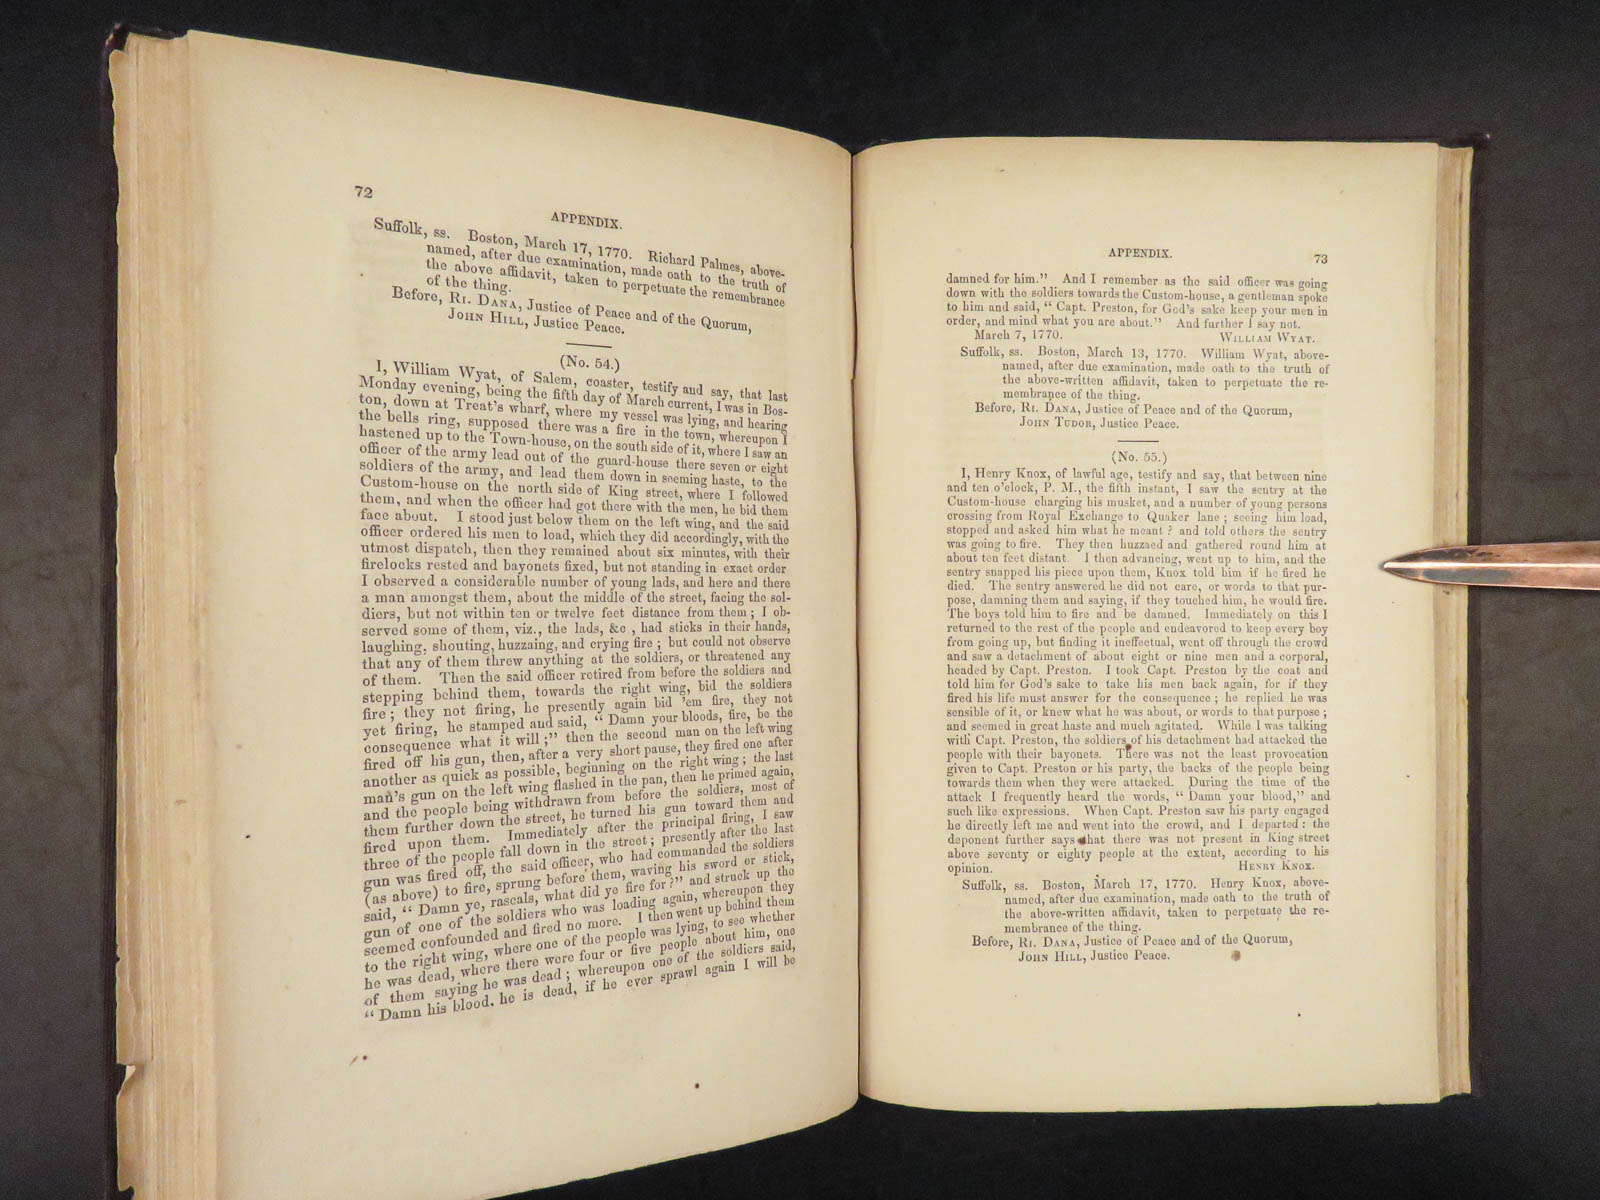 72
APPENDIX.
Suffolk, ss. Boston, March 17, 1770. Richard Palmes, above-
named, after due examination, made oath to the truth of
the above affidavit, taken to perpetuate the remembrance
of the thing.
Before, RI. DANA, Justice of Peace and of the Quorum,
JOHN HILL, Justice Peace.
(No. 54.)
I, William Wyat, of Salem, coaster, testify and say, that last
Monday evening, being the fifth day of March current, I was in Bos-
ton, down at Treat's wharf, where my vessel was lying, and hearing
the bells ring, supposed there was a fire in the town, whereupon I
hastened up to the Town-house, on the south side of it, where I saw an
officer of the army lead out of the guard-house there seven or eight
soldiers of the army, and lead them down in seeming haste, to the
Custom-house on the north side of King street, where I followed
them, and when the officer had got there with the men, he bid them
face about. I stood just below them on the left wing, and the said
officer ordered his men to load, which they did accordingly, with the
utmost dispatch, then they remained about six minutes, with their
firelocks rested and bayonets fixed, but not standing in exact order
I observed a considerable number of young lads, and here and there
a man amongst them, about the middle of the street, facing the sol-
diers, but not within ten or twelve feet distance from them ; I ob-
served some of them, viz., the lads, &c , had sticks in their hands,
laughing, shouting, huzzaing, and crying fire ; but could not observe
that any of them threw anything at the soldiers, or threatened any
of them. Then the said officer retired from before the soldiers and
stepping behind them, towards the right wing, bid the soldiers
fire ; they not firing, he presently again bid 'em fire, they not
yet firing, he stamped and said, " Damn your bloods, fire, be the
consequence what it will ;" then the second man on the left wing
fired off his gun, then, after a very short pause, they fired one after
another as quick as possible, beginning on the right wing ; the last
man's gun on the left wing flashed in the pan, then he primed again,
and the people being withdrawn from before the soldiers, most of
them further down the street, he turned his gun toward them and
fired upon them. Immediately after the principal firing, I saw
three of the people fall down in the street ; presently after the last
gun was fired off, the said officer, who had commanded the soldiers
(as above) to fire, sprung before them, waving his sword or stick,
said, " Damn ye, rascals, what did ye fire for ?" and struck up the
gun of one of the soldiers who was loading again, whereupon they
seemed confounded and fired no more. I then went up behind them
to the right wing, where one of the people was lying, to see whether
he was dead, where there were four or five people about him, one
of them saying he was dead ; whereupon one of the soldiers said,
" Damn his blood, he is dead, if he ever sprawl again I will be
APPENDIX.
73
damned for him." And I remember as the said officer was going
down with the soldiers towards the Custom-house, a gentleman spoke
to him and said, " Capt. Preston, for God's sake keep your men in
order, and mind what you are about." And further I say not.
March 7, 1770. WILLIAM WYAT.
Suffolk, ss. Boston, March 13, 1770. William Wyat, above-
named, after due examination, made oath to the truth of
the above-written affidavit, taken to perpetuate the re-
membrance of the thing.
Before, RI. DANA, Justice of Peace and of the Quorum,
JOHN TUDOR, Justice Peace.
(No. 55.)
I, Henry Knox, of lawful age, testify and say, that between nine
and ten o'clock, P. M., the fifth instant, I saw the sentry at the
Custom-house charging his musket, and a number of young persons
crossing from Royal Exchange to Quaker lane ; seeing him load,
stopped and asked him what he meant ? and told others the sentry
was going to fire. They then huzzaed and gathered round him at
about ten feet distant. I then advancing, went up to him, and the
sentry snapped his piece upon them, Knox told him if he fired he
died. The sentry answered he did not care, or words to that pur-
pose, damning them and saying, if they touched him, he would fire.
The boys told him to fire and be damned. Immediately on this I
returned to the rest of the people and endeavored to keep every boy
from going up, but finding it ineffectual, went off through the crowd
and saw a detachment of about eight or nine men and a corporal,
headed by Capt. Preston. I took Capt. Preston by the coat and
told him for God's sake to take his men back again, for if they
fired his life must answer for the consequence ; he replied he was
sensible of it, or knew what he was about, or words to that purpose ;
and seemed in great haste and much agitated. While I was talking
with Capt. Preston, the soldiers of his detachment had attacked the
people with their bayonets. There was not the least provocation
given to Capt. Preston or his party, the backs of the people being
towards them when they were attacked. During the time of the
attack I frequently heard the words, " Damn your blood," and
such like expressions. When Capt. Preston saw his party engaged
he directly left me and went into the crowd, and I departed : the
deponent further says that there was not present in King street
above seventy or eighty people at the extent, according to his
opinion. HENRY KNOX.
Suffolk, ss. Boston, March 17, 1770. Henry Knox, above-
named, after due examination, made oath to the truth of
the above-written affidavit, taken to perpetuate the re-
membrance of the thing.
Before, RI. DANA, Justice of Peace and of the Quorum,
JOHN HILL, Justice Peace.